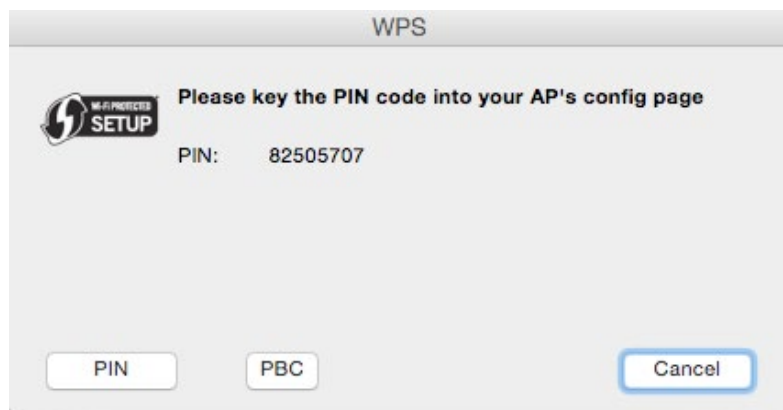 WPS
Please key the PIN code into your AP's config page
WI-FI PROTECTED
SETUP
PIN: 82505707
PIN PBC Cancel